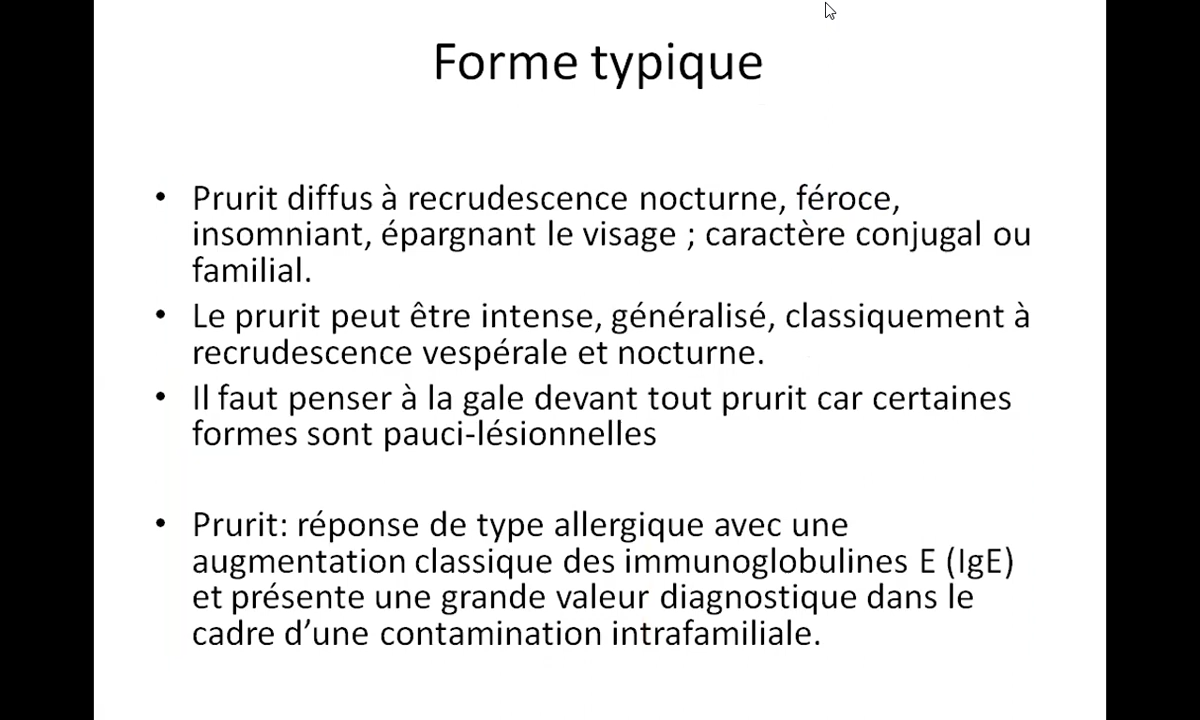 Forme typique
• Prurit diffus à recrudescence nocturne, féroce,
insomniant, épargnant le visage ; caractère conjugal ou
familial.
• Le prurit peut être intense, généralisé, classiquement à
recrudescence vespérale et nocturne.
• Il faut penser à la gale devant tout prurit car certaines
formes sont pauci-lésionnelles
• Prurit: réponse de type allergique avec une
augmentation classique des immunoglobulines E (IgE)
et présente une grande valeur diagnostique dans le
cadre d’une contamination intrafamiliale.